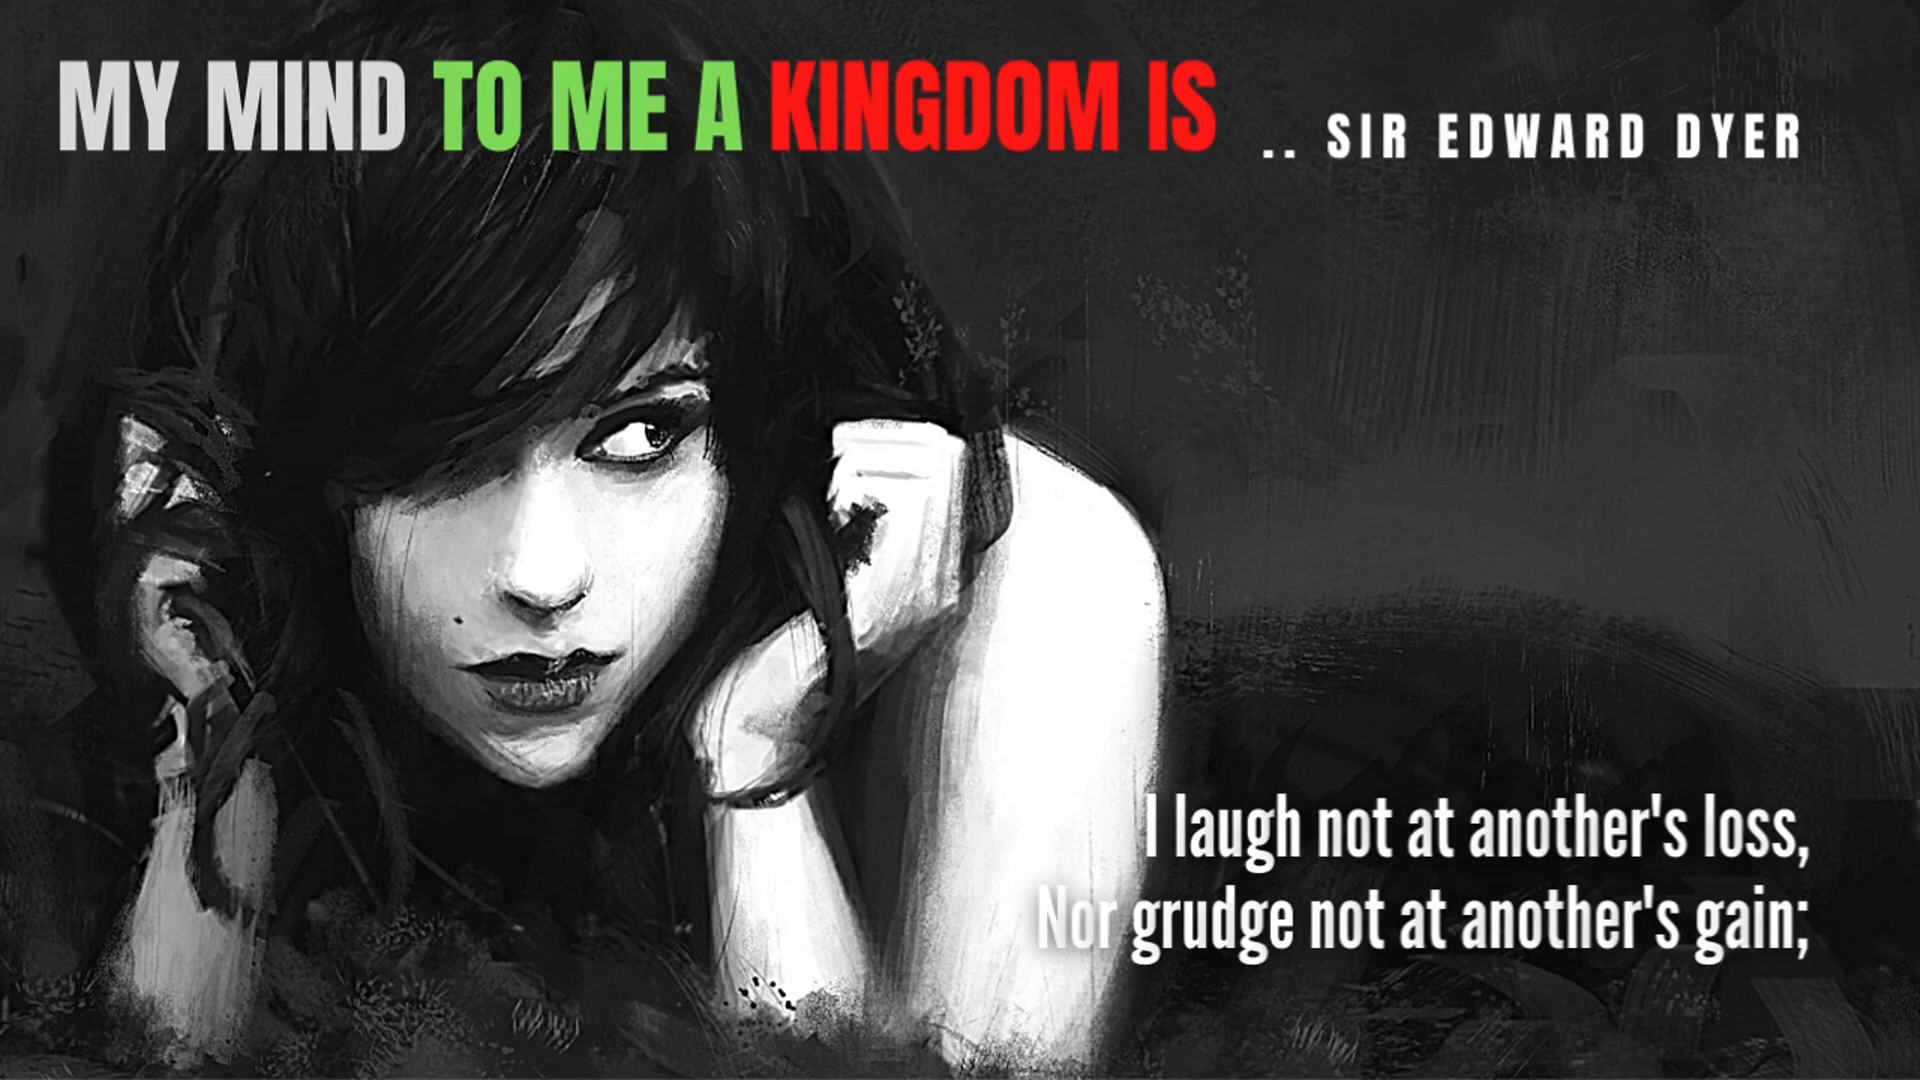 MY MIND TO ME A KINGDOM IS .. SIR EDWARD DYER
I laugh not at another's loss,
Nor grudge not at another's gain;